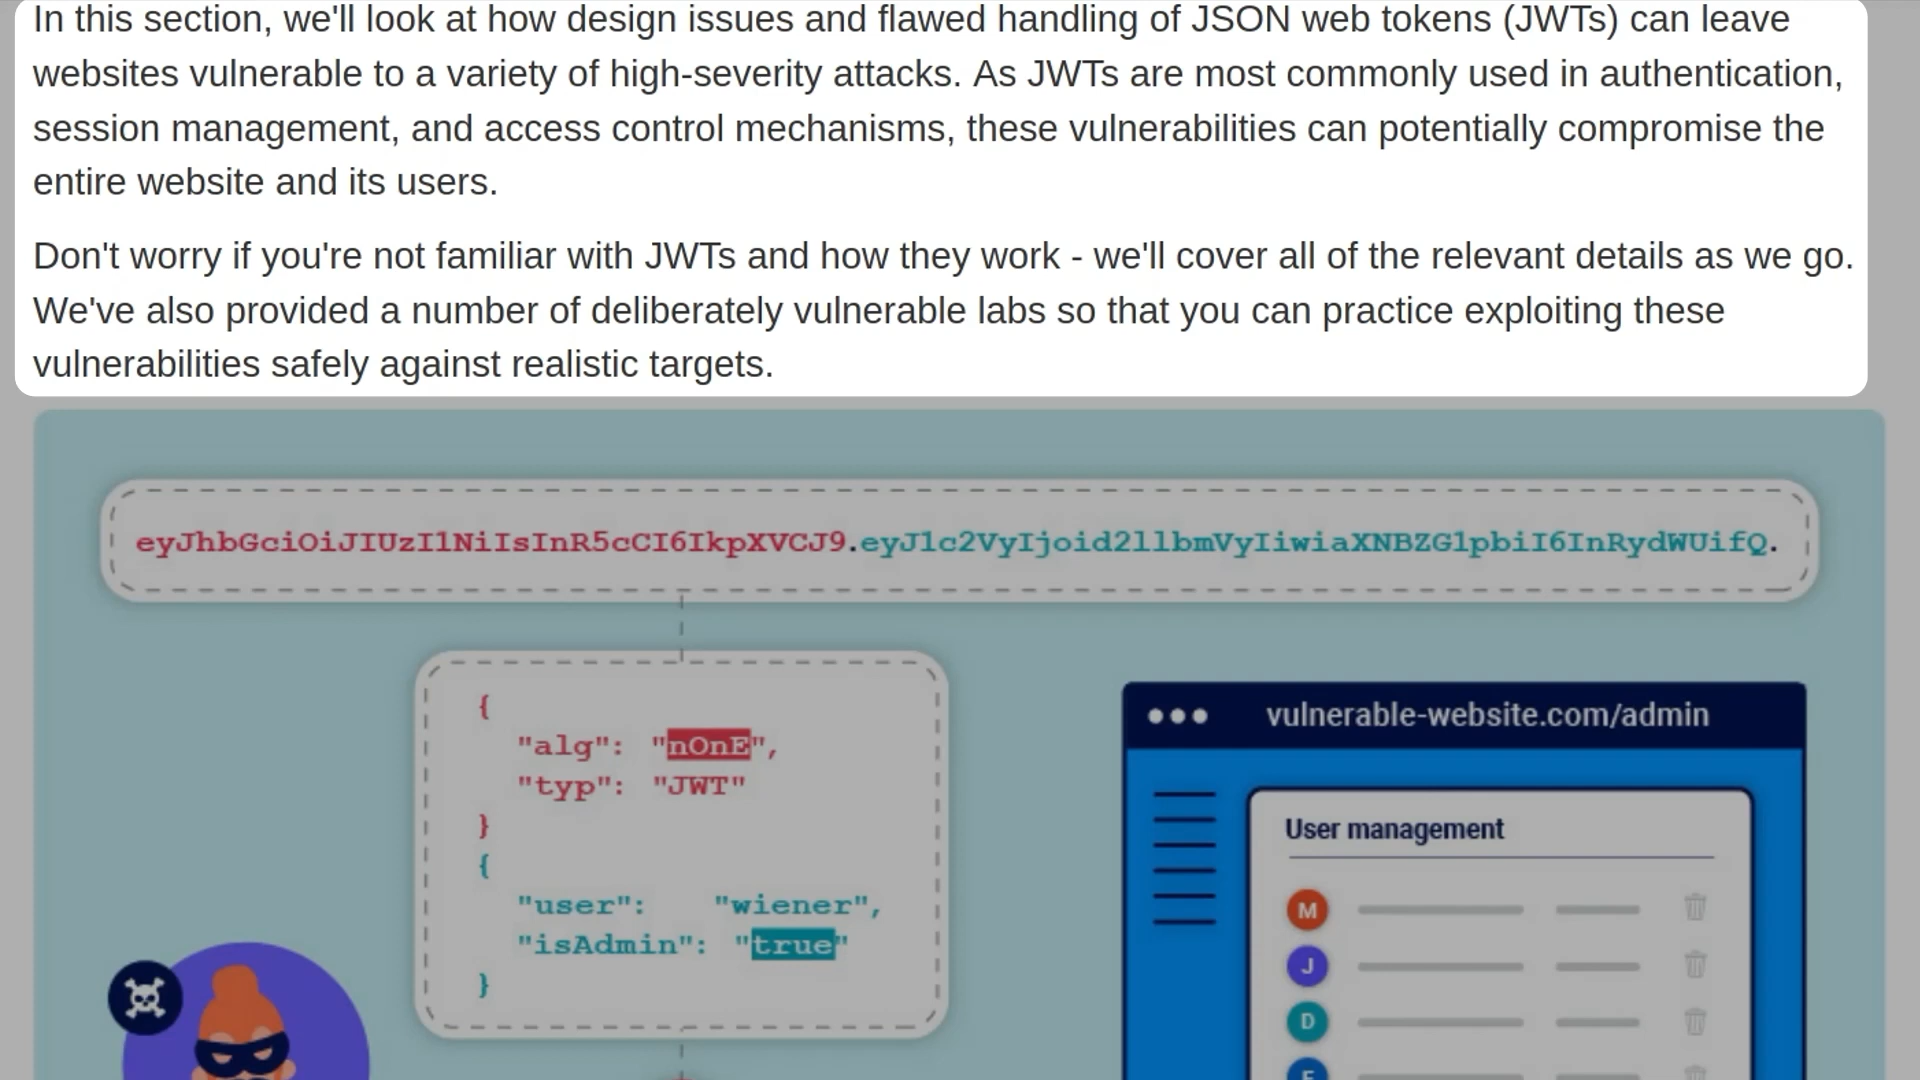 In this section, we'll look at how design issues and flawed handling of JSON web tokens (JWTs) can leave
websites vulnerable to a variety of high-severity attacks. As JWTs are most commonly used in authentication,
session management, and access control mechanisms, these vulnerabilities can potentially compromise the
entire website and its users.
Don't worry if you're not familiar with JWTs and how they work - we'll cover all of the relevant details as we go.
We've also provided a number of deliberately vulnerable labs so that you can practice exploiting these
vulnerabilities safely against realistic targets.
eyJhbGciOiJIUzI1NiIsInR5cCI6IkpXVCJ9.eyJ1c2VyIjoid2llbmVyIiwiaXNBZG1pbiI6InRydWUifQ.
{
"alg": "nOnE",
"typ": "JWT"
}
{
"user": "wiener",
"isAdmin": "true"
}
vulnerable-website.com/admin
User management
M
J
D